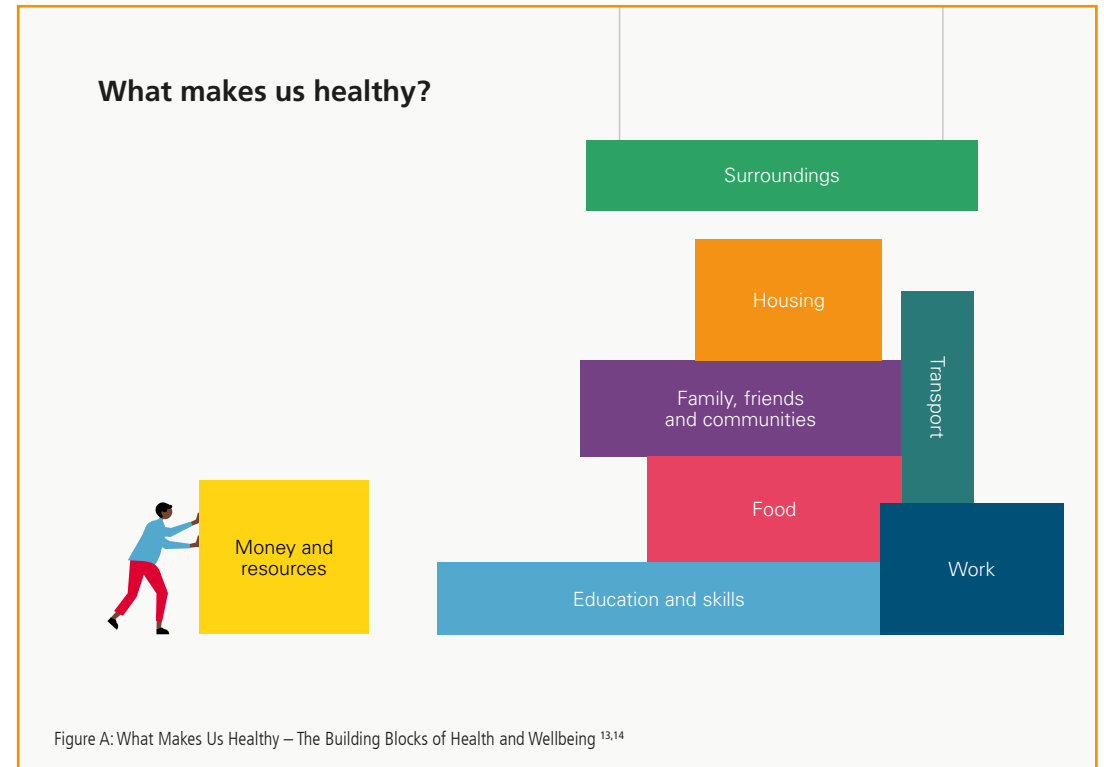 What makes us healthy?
Surroundings
Housing
Transport
Family, friends
and communities
Food
Money and
resources
Work
Education and skills
Figure A: What Makes Us Healthy – The Building Blocks of Health and Wellbeing 13,14